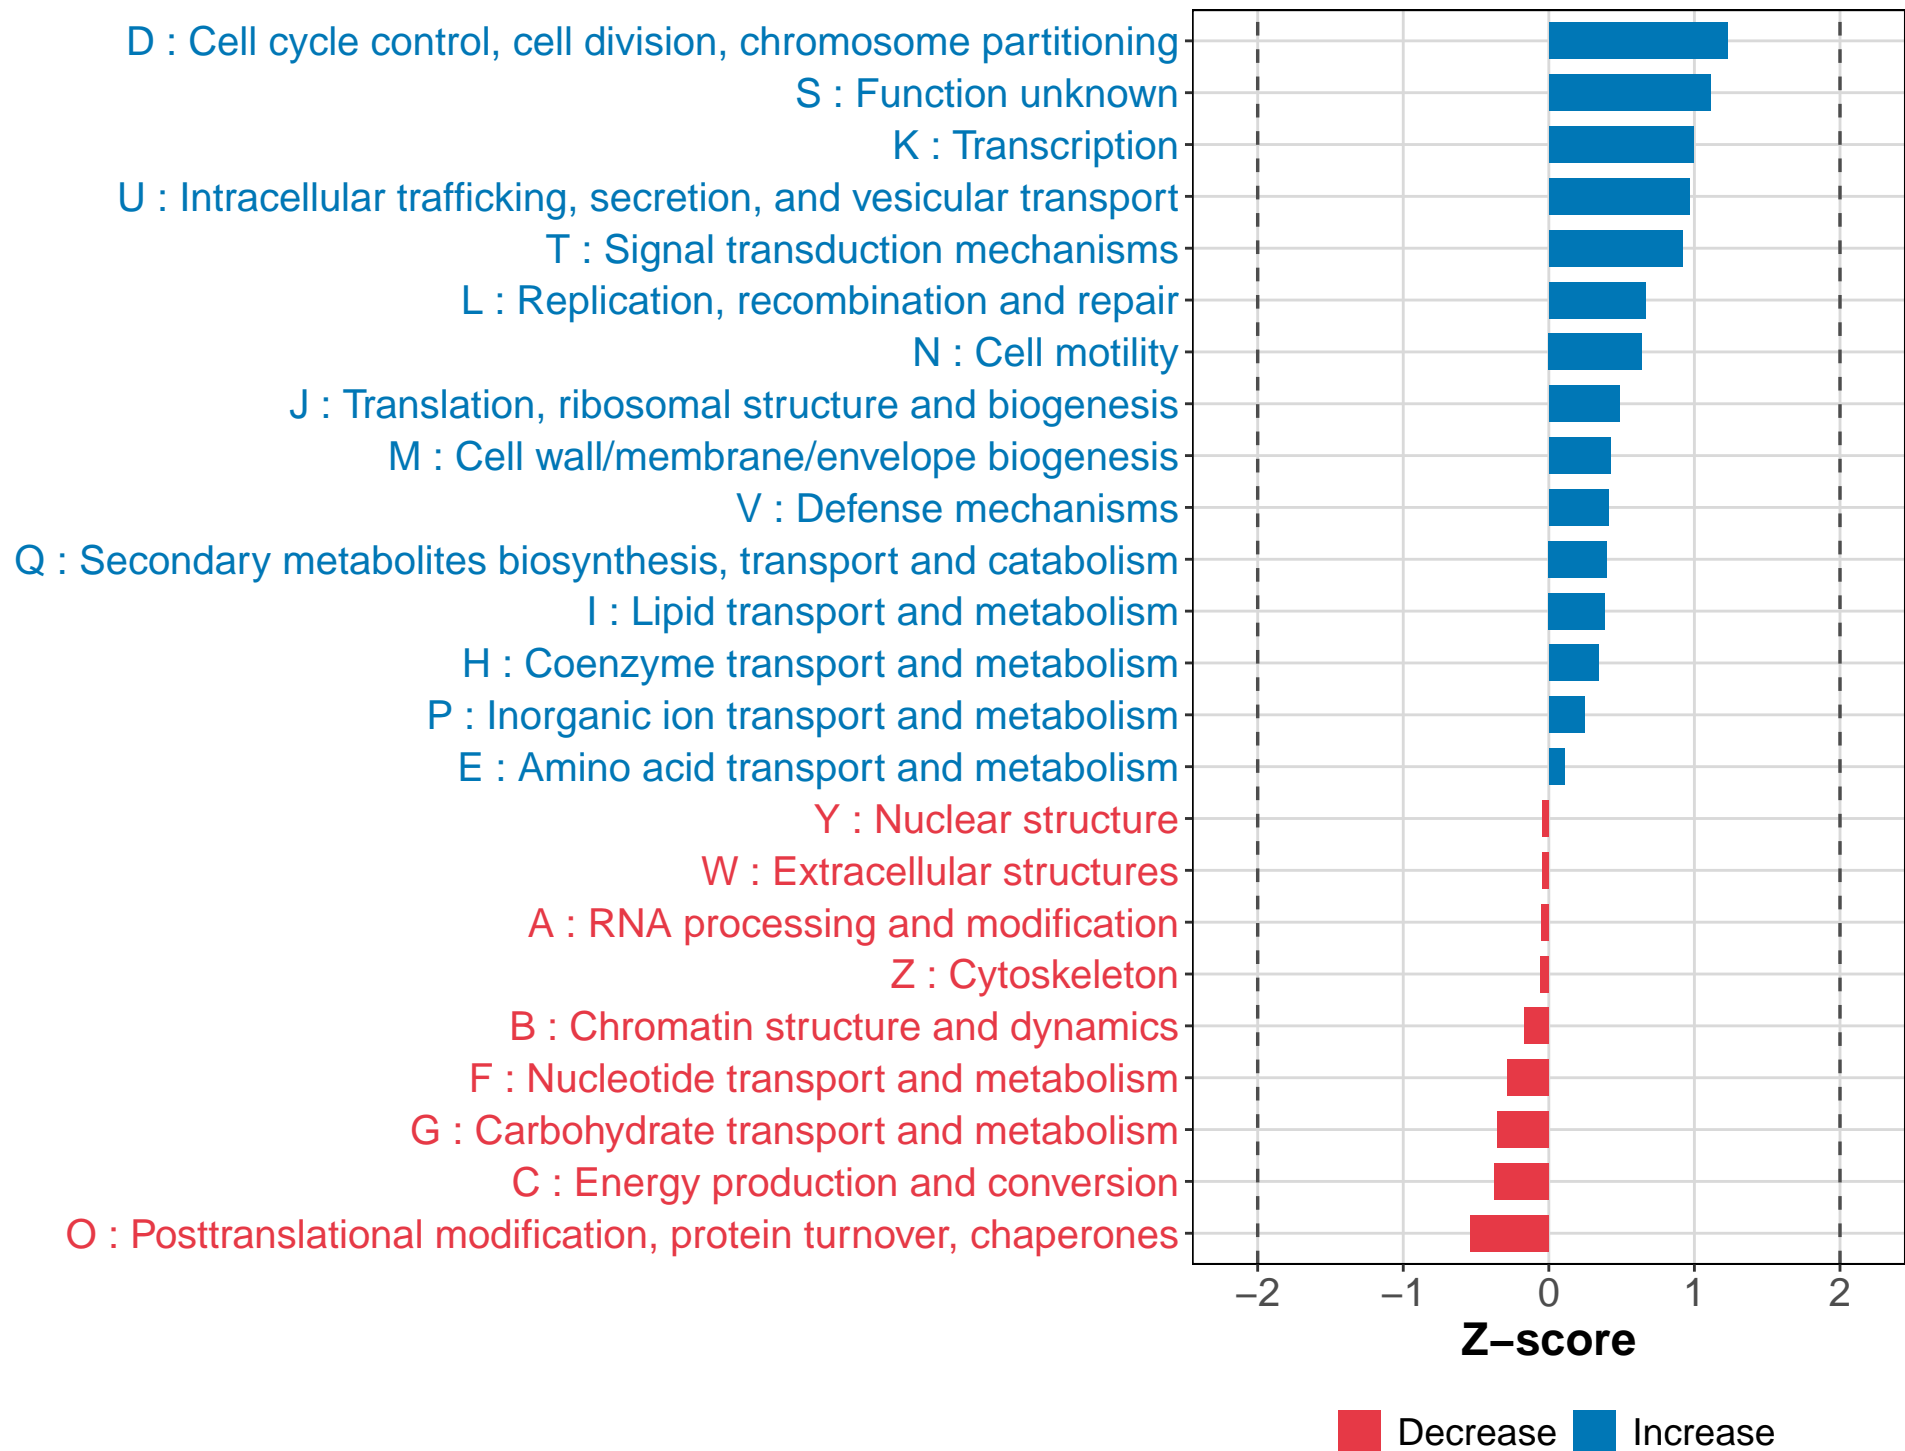 D : Cell cycle control, cell division, chromosome partitioning
S : Function unknown
K : Transcription
U : Intracellular trafficking, secretion, and vesicular transport
T : Signal transduction mechanisms
L : Replication, recombination and repair
N : Cell motility
J : Translation, ribosomal structure and biogenesis
M : Cell wall/membrane/envelope biogenesis
V : Defense mechanisms
Q : Secondary metabolites biosynthesis, transport and catabolism
I : Lipid transport and metabolism
H : Coenzyme transport and metabolism
P : Inorganic ion transport and metabolism
E : Amino acid transport and metabolism
Y : Nuclear structure
W : Extracellular structures
A : RNA processing and modification
Z : Cytoskeleton
B : Chromatin structure and dynamics
F : Nucleotide transport and metabolism
G : Carbohydrate transport and metabolism
C : Energy production and conversion
O : Posttranslational modification, protein turnover, chaperones
−2 −1 0 1 2
Z−score
Decrease Increase